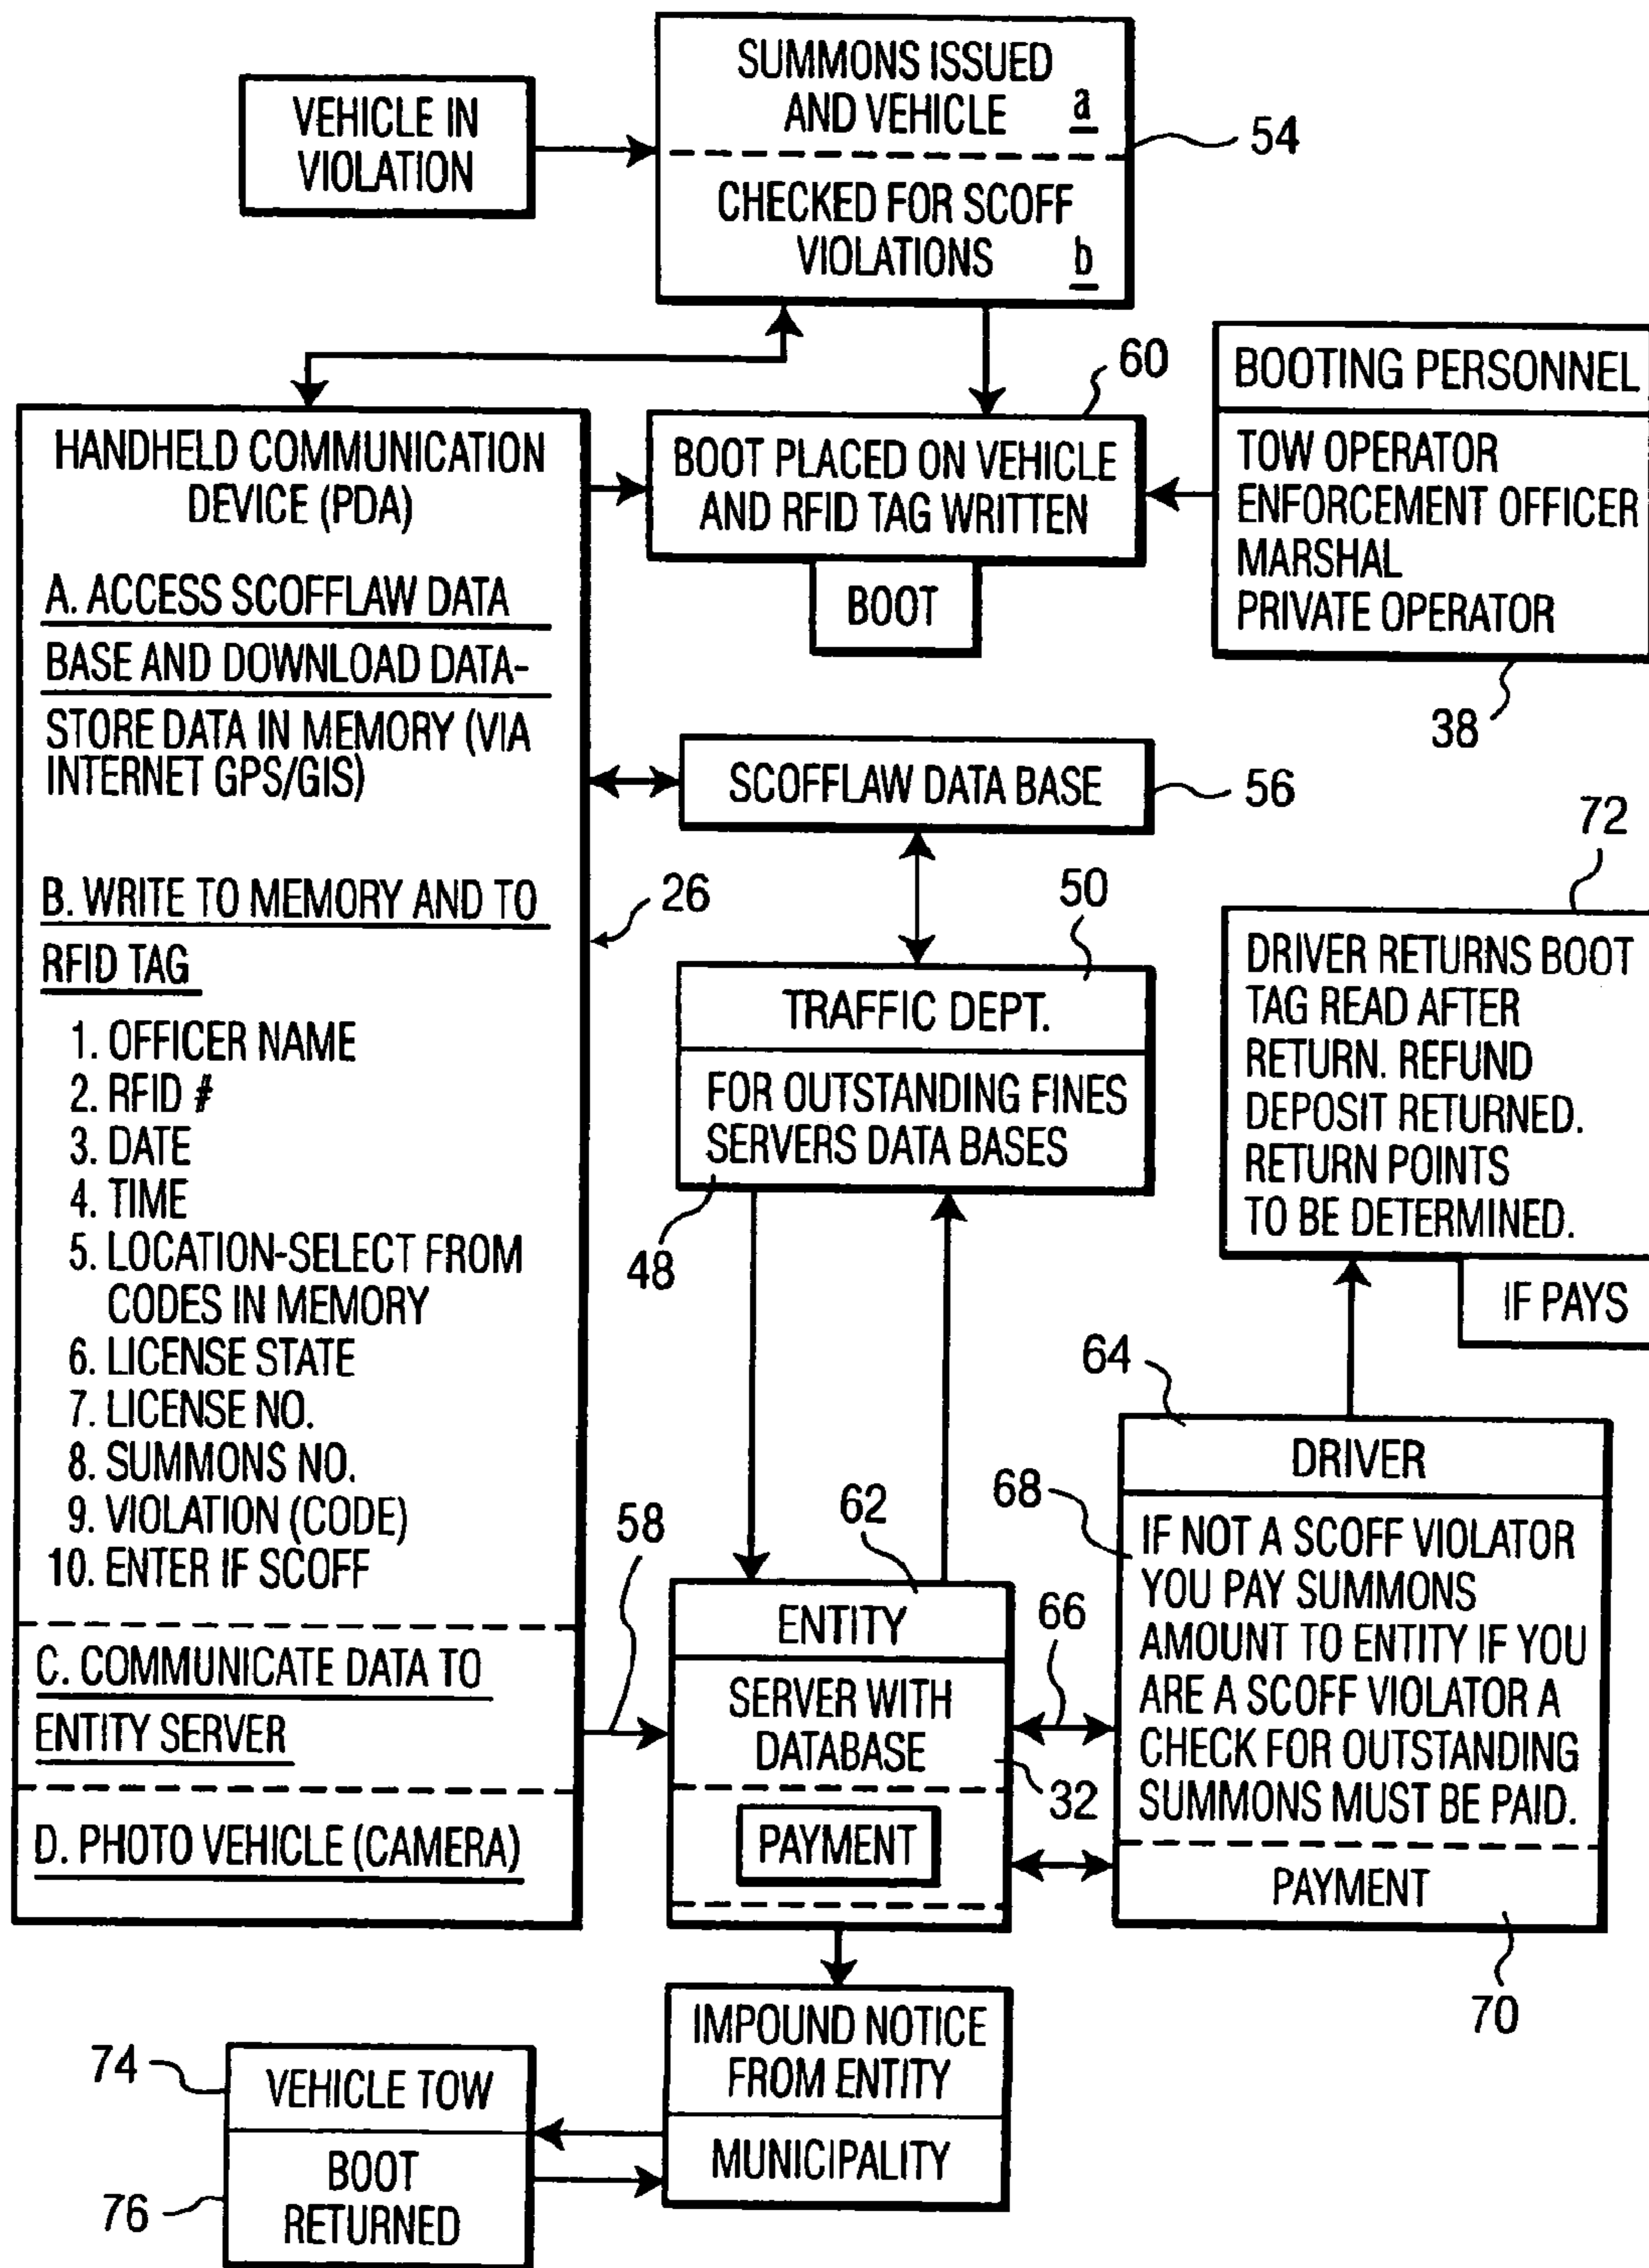 VEHICLE IN
VIOLATION
SUMMONS ISSUED
AND VEHICLE a
CHECKED FOR SCOFF
VIOLATIONS b
54
60
BOOT PLACED ON VEHICLE
AND RFID TAG WRITTEN
BOOT
BOOTING PERSONNEL
TOW OPERATOR
ENFORCEMENT OFFICER
MARSHAL
PRIVATE OPERATOR
38
HANDHELD COMMUNICATION
DEVICE (PDA)
A. ACCESS SCOFFLAW DATA
BASE AND DOWNLOAD DATA-
STORE DATA IN MEMORY (VIA
INTERNET GPS/GIS)
B. WRITE TO MEMORY AND TO
RFID TAG
1. OFFICER NAME
2. RFID #
3. DATE
4. TIME
5. LOCATION-SELECT FROM
CODES IN MEMORY
6. LICENSE STATE
7. LICENSE NO.
8. SUMMONS NO.
9. VIOLATION (CODE)
10. ENTER IF SCOFF
C. COMMUNICATE DATA TO
ENTITY SERVER
D. PHOTO VEHICLE (CAMERA)
26
SCOFFLAW DATA BASE
56
50
TRAFFIC DEPT.
FOR OUTSTANDING FINES
SERVERS DATA BASES
48
72
DRIVER RETURNS BOOT
TAG READ AFTER
RETURN. REFUND
DEPOSIT RETURNED.
RETURN POINTS
TO BE DETERMINED.
IF PAYS
58
62
ENTITY
SERVER WITH
DATABASE
32
PAYMENT
66
64
DRIVER
68
IF NOT A SCOFF VIOLATOR
YOU PAY SUMMONS
AMOUNT TO ENTITY IF YOU
ARE A SCOFF VIOLATOR A
CHECK FOR OUTSTANDING
SUMMONS MUST BE PAID.
PAYMENT
70
IMPOUND NOTICE
FROM ENTITY
MUNICIPALITY
74
VEHICLE TOW
76
BOOT
RETURNED